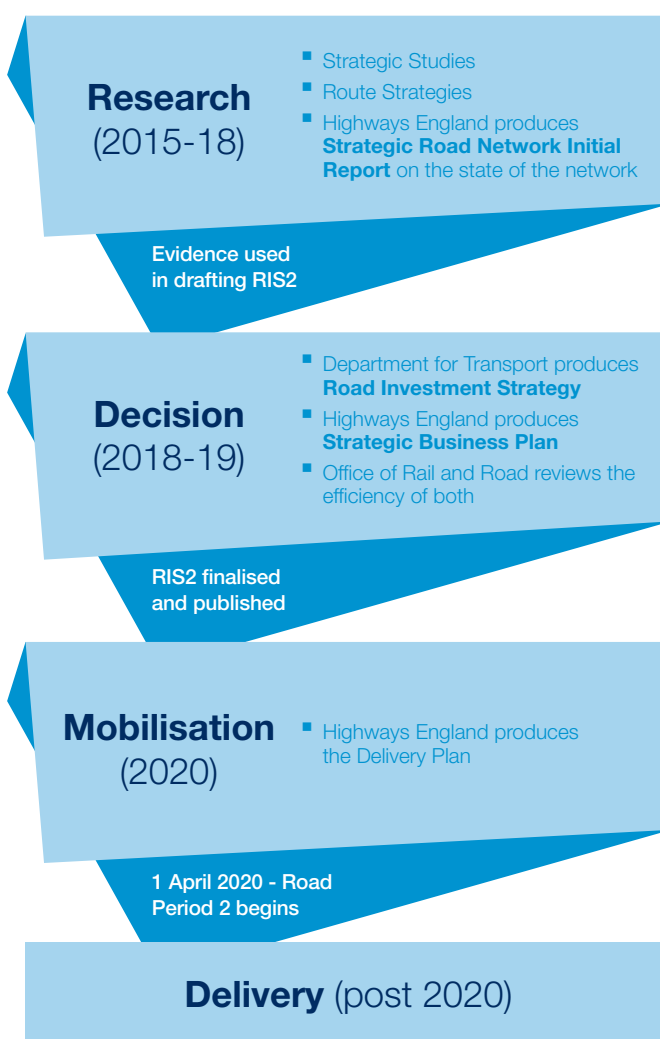 Research
(2015-18)
▪ Strategic Studies
▪ Route Strategies
▪ Highways England produces
Strategic Road Network Initial
Report on the state of the network
Evidence used
in drafting RIS2
Decision
(2018-19)
▪ Department for Transport produces
Road Investment Strategy
▪ Highways England produces
Strategic Business Plan
▪ Office of Rail and Road reviews the
efficiency of both
RIS2 finalised
and published
Mobilisation
(2020)
▪ Highways England produces
the Delivery Plan
1 April 2020 - Road
Period 2 begins
Delivery (post 2020)